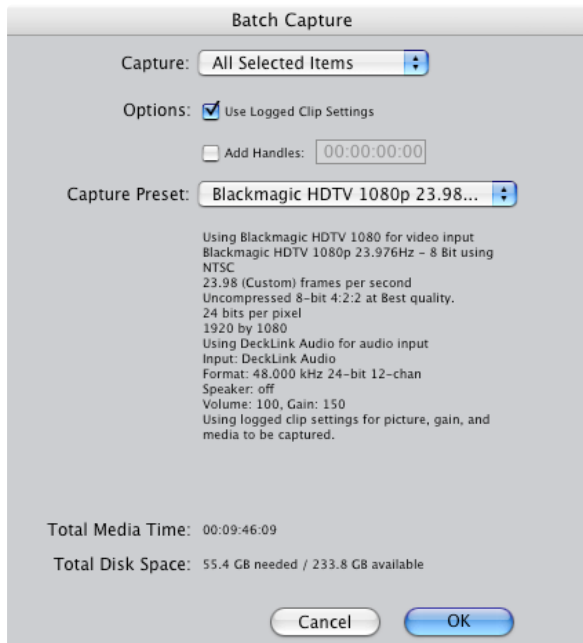 Batch Capture
Capture: All Selected Items
Options: Use Logged Clip Settings
Add Handles: 00:00:00:00
Capture Preset: Blackmagic HDTV 1080p 23.98...
Using Blackmagic HDTV 1080 for video input
Blackmagic HDTV 1080p 23.976Hz - 8 Bit using
NTSC
23.98 (Custom) frames per second
Uncompressed 8-bit 4:2:2 at Best quality.
24 bits per pixel
1920 by 1080
Using DeckLink Audio for audio input
Input: DeckLink Audio
Format: 48.000 kHz 24-bit 12-chan
Speaker: off
Volume: 100, Gain: 150
Using logged clip settings for picture, gain, and
media to be captured.
Total Media Time: 00:09:46:09
Total Disk Space: 55.4 GB needed / 233.8 GB available
Cancel OK